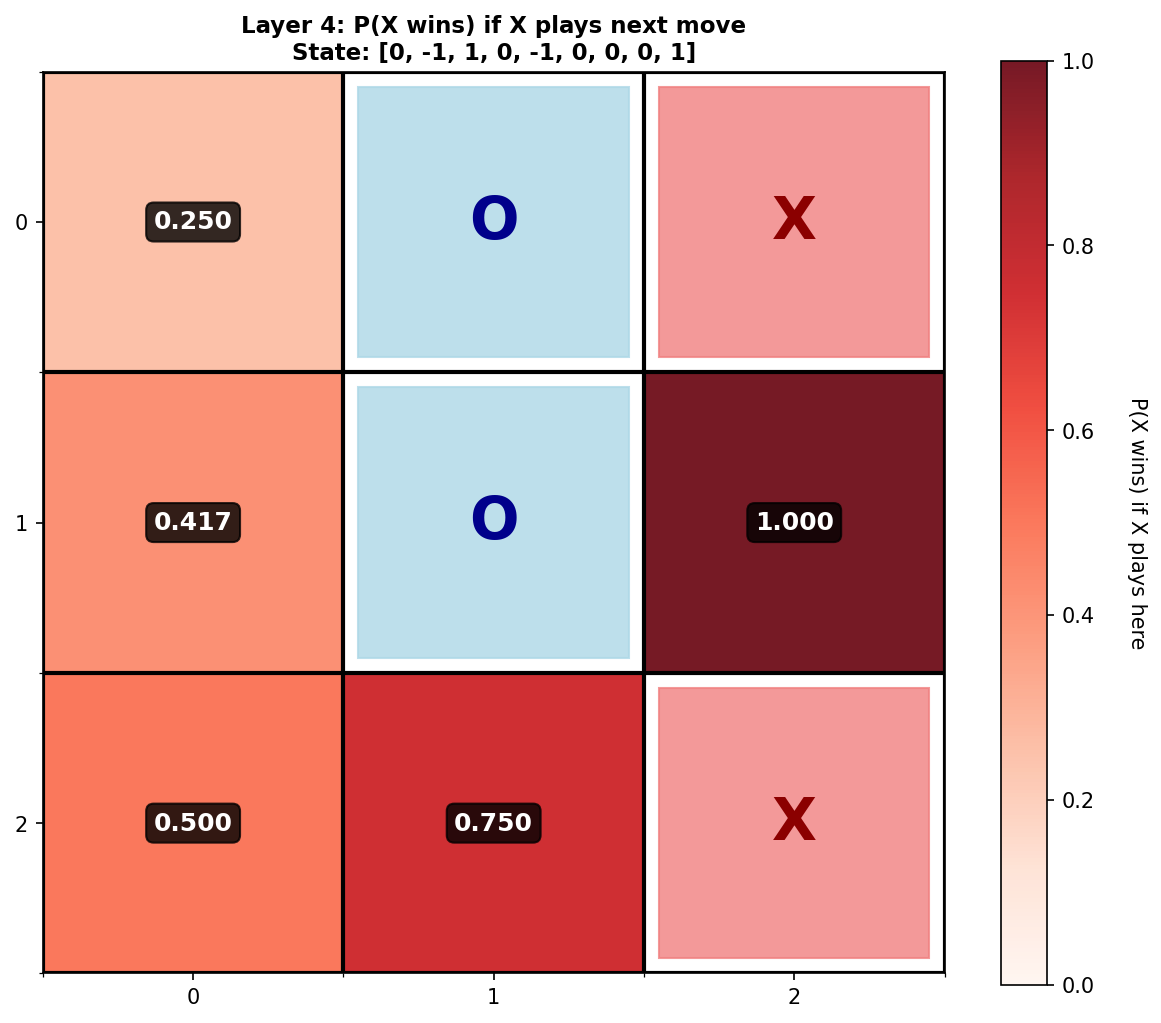 Layer 4: P(X wins) if X plays next move
State: [0, -1, 1, 0, -1, 0, 0, 0, 1]
1.0
0 0.250 O X
0.8
0.6
1 0.417 O 1.000
P(X wins) if X plays here
0.4
2 0.500 0.750 X
0.2
0.0
0 1 2